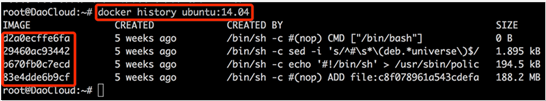 root@DaoCloud:~# docker history ubuntu:14.04
IMAGE CREATED CREATED BY SIZE
d2a0ecffe6fa 5 weeks ago /bin/sh -c #(nop) CMD ["/bin/bash"] 0 B
29460ac93442 5 weeks ago /bin/sh -c sed -i 's/^#\s*\(deb.*universe\)$/ 1.895 kB
b670fb0c7ecd 5 weeks ago /bin/sh -c echo '#!/bin/sh' > /usr/sbin/polic 194.5 kB
83e4dde6b9cf 5 weeks ago /bin/sh -c #(nop) ADD file:c8f078961a543cdefa 188.2 MB
root@DaoCloud:~#